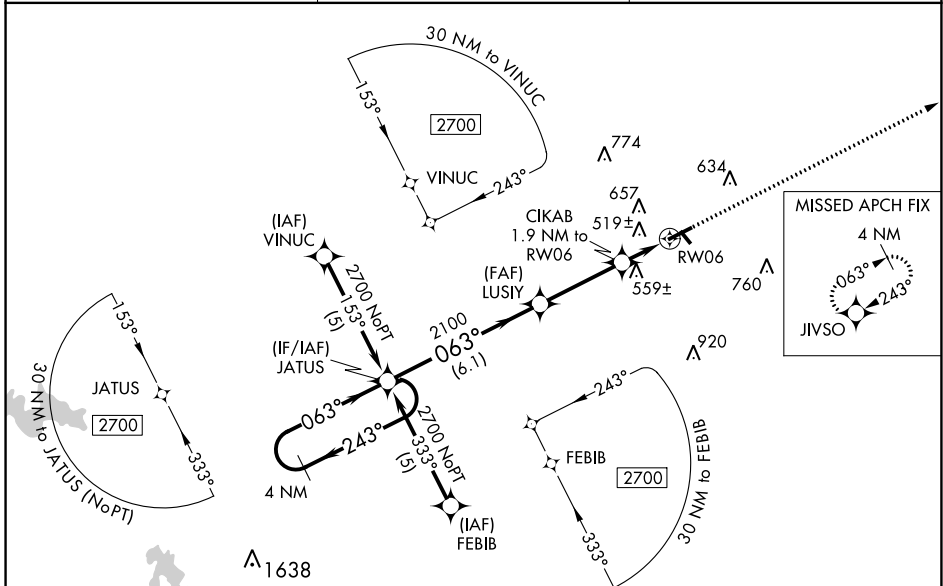 30 NM to VINUC
153°
2700
VINUC
243°
774
634
657
519±
CIKAB
1.9 NM to
RW06
RW06
559±
760
920
MISSED APCH FIX
4 NM
063°
243°
JIVSO
(IAF)
VINUC
2700 NoPT
153°
(5)
(FAF)
LUSIY
2100
063°
(6.1)
(IF/IAF)
JATUS
063°
243°
4 NM
2700 NoPT
333°
(5)
(IAF)
FEBIB
153°
JATUS
2700
333°
30 NM to JATUS (NoPT)
243°
FEBIB
2700
333°
30 NM to FEBIB
1638